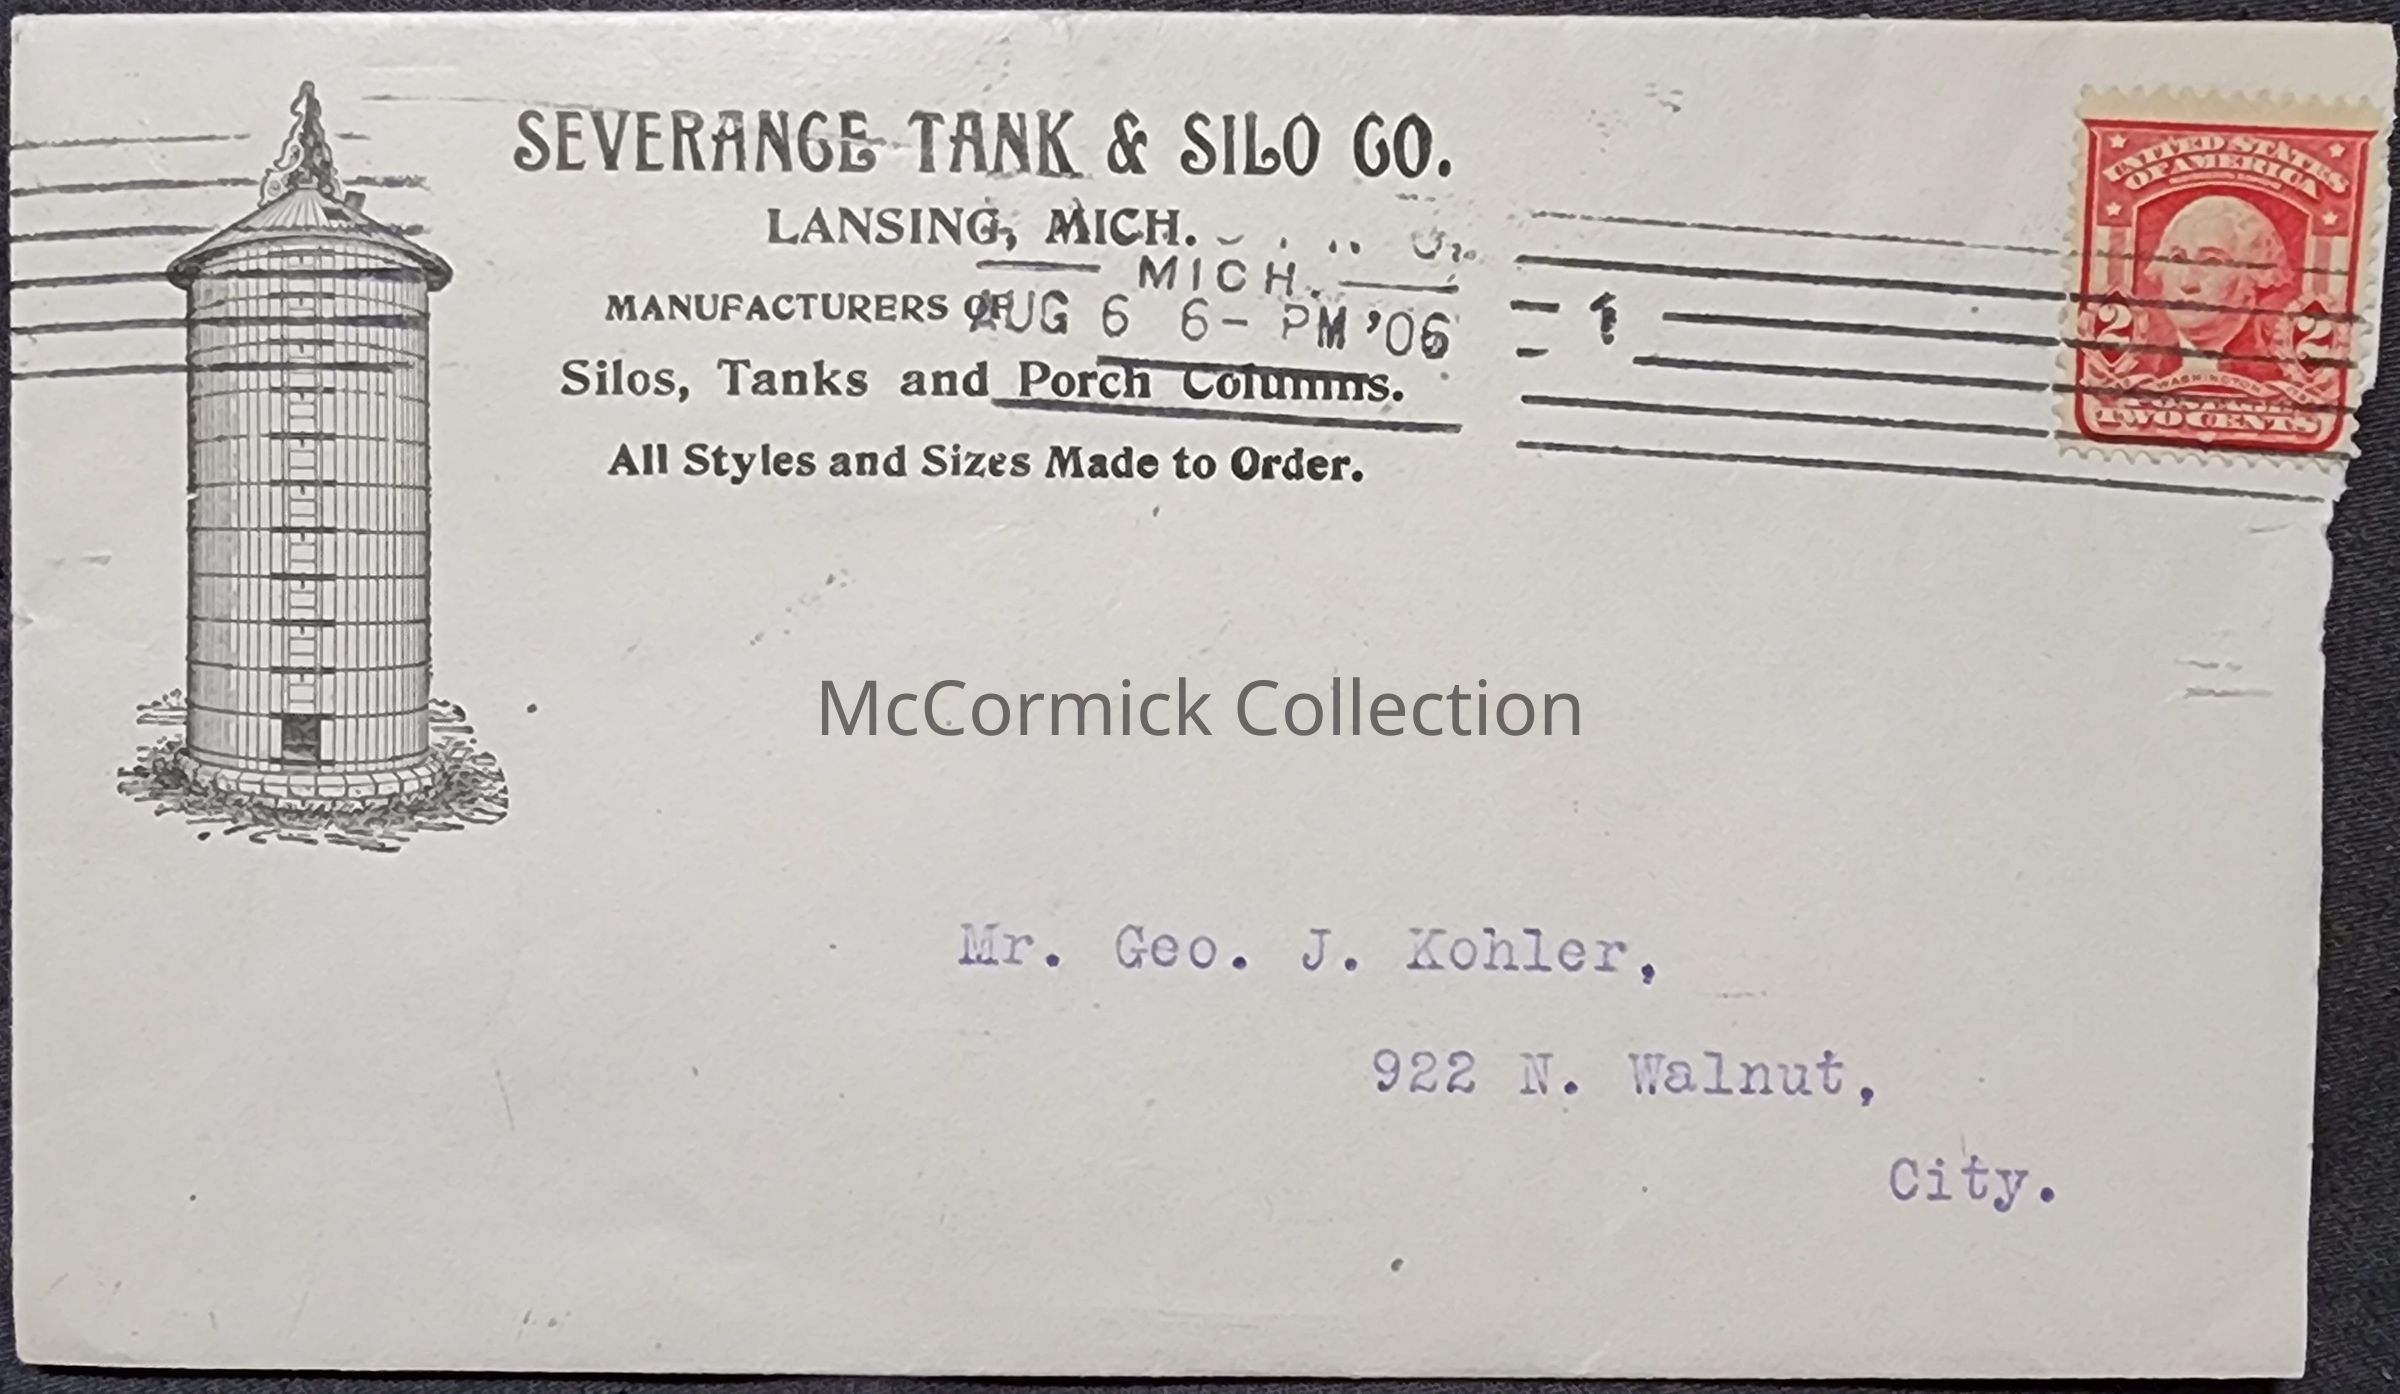 SEVERANCE TANK & SILO CO.
LANSING, MICH.
MICH.
MANUFACTURERS OF
AUG 6 6- PM '06
Silos, Tanks and Porch Columns.
All Styles and Sizes Made to Order.
UNITED STATES
OF AMERICA
2 2
WASHINGTON
TWO CENTS
McCormick Collection
Mr. Geo. J. Kohler,
922 N. Walnut,
City.